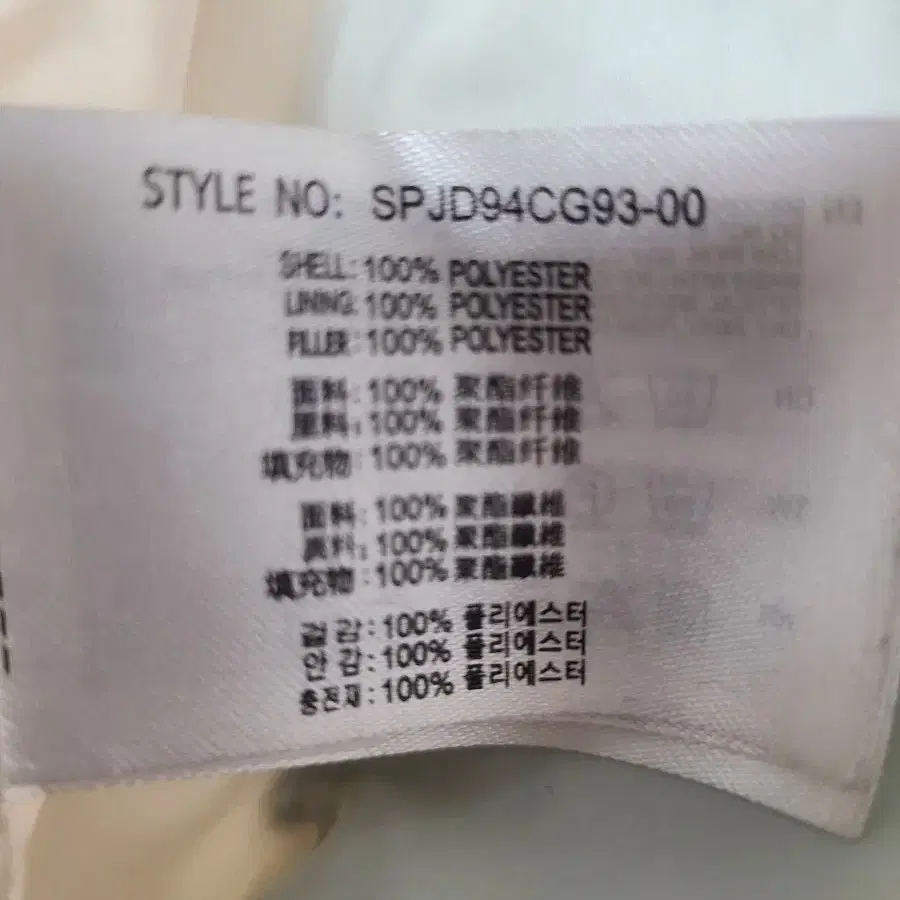 STYLE NO: SPJD94CG93-00
SHELL: 100% POLYESTER
LINING: 100% POLYESTER
FILLER: 100% POLYESTER
面料: 100% 聚酯纤维
里料: 100% 聚酯纤维
填充物: 100% 聚酯纤维
面料: 100% 聚酯纖維
裏料: 100% 聚酯纖維
填充物: 100% 聚酯纖維
겉감: 100% 폴리에스터
안감: 100% 폴리에스터
충전재: 100% 폴리에스터